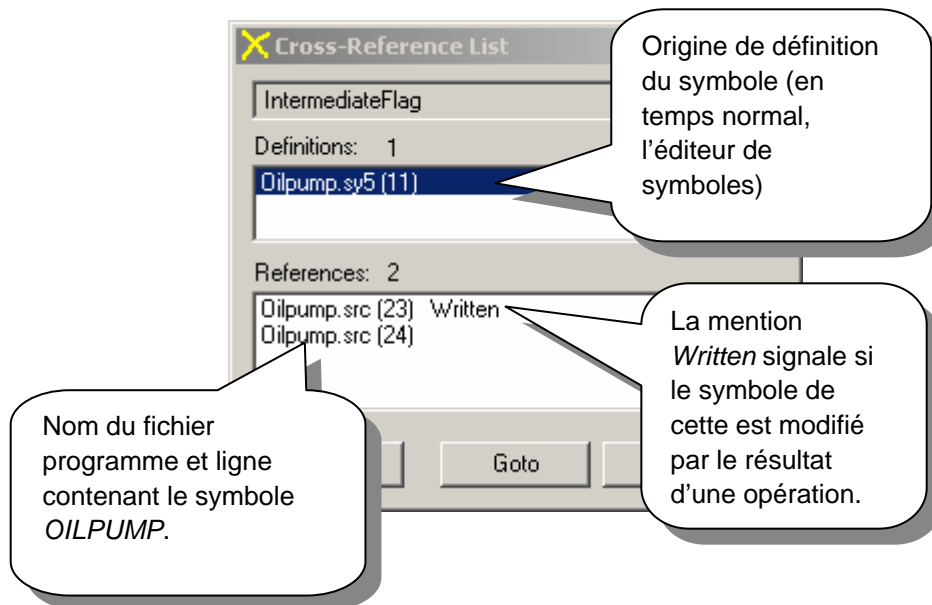 Cross-Reference List
IntermediateFlag
Definitions: 1
Oilpump.sy5 (11)
References: 2
Oilpump.src (23) Written
Oilpump.src (24)
Goto
Origine de définition
du symbole (en
temps normal,
l'éditeur de
symboles)
La mention
Written signale si
le symbole de
cette est modifié
par le résultat
d'une opération.
Nom du fichier
programme et ligne
contenant le symbole
OILPUMP.